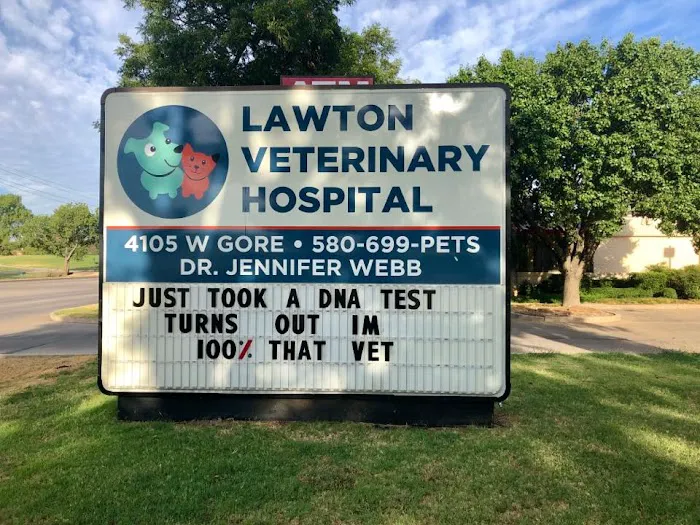 LAWTON
VETERINARY
HOSPITAL
4105 W GORE • 580-699-PETS
DR. JENNIFER WEBB
JUST TOOK A DNA TEST
TURNS OUT IM
100% THAT VET